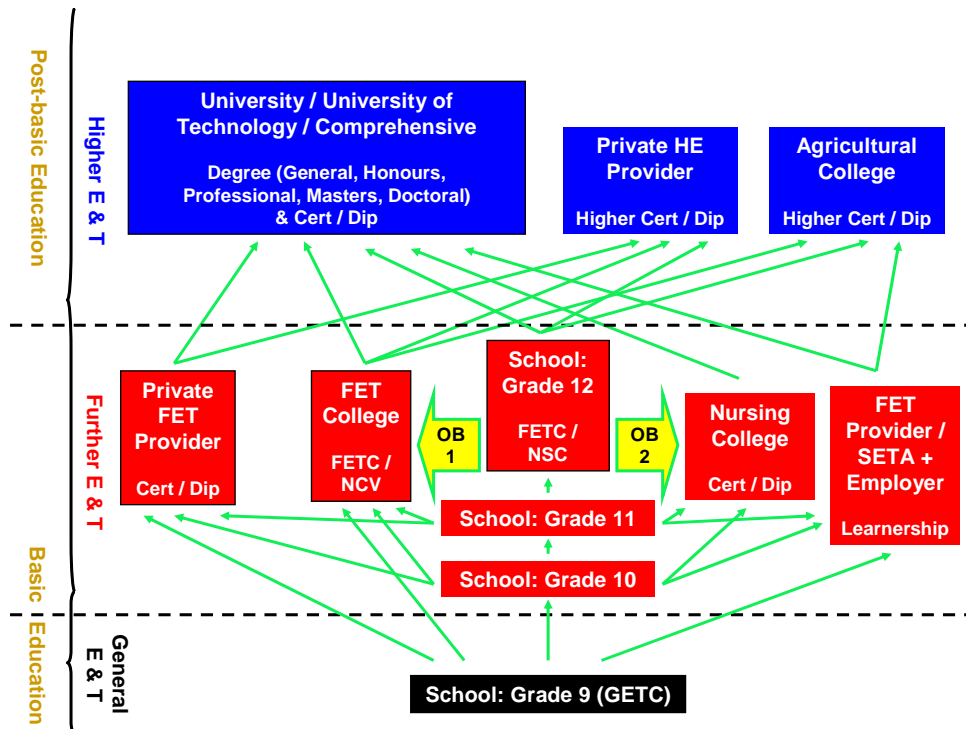 Post-basic Education
Higher E & T
University / University of
Technology / Comprehensive
Degree (General, Honours,
Professional, Masters, Doctoral)
& Cert / Dip
Private HE
Provider
Higher Cert / Dip
Agricultural
College
Higher Cert / Dip
Further E & T
Private
FET
Provider
Cert / Dip
FET
College
FETC /
NCV
OB
1
School:
Grade 12
FETC /
NSC
OB
2
Nursing
College
Cert / Dip
FET
Provider /
SETA +
Employer
Learnership
School: Grade 11
School: Grade 10
Basic Education
General
E & T
School: Grade 9 (GETC)